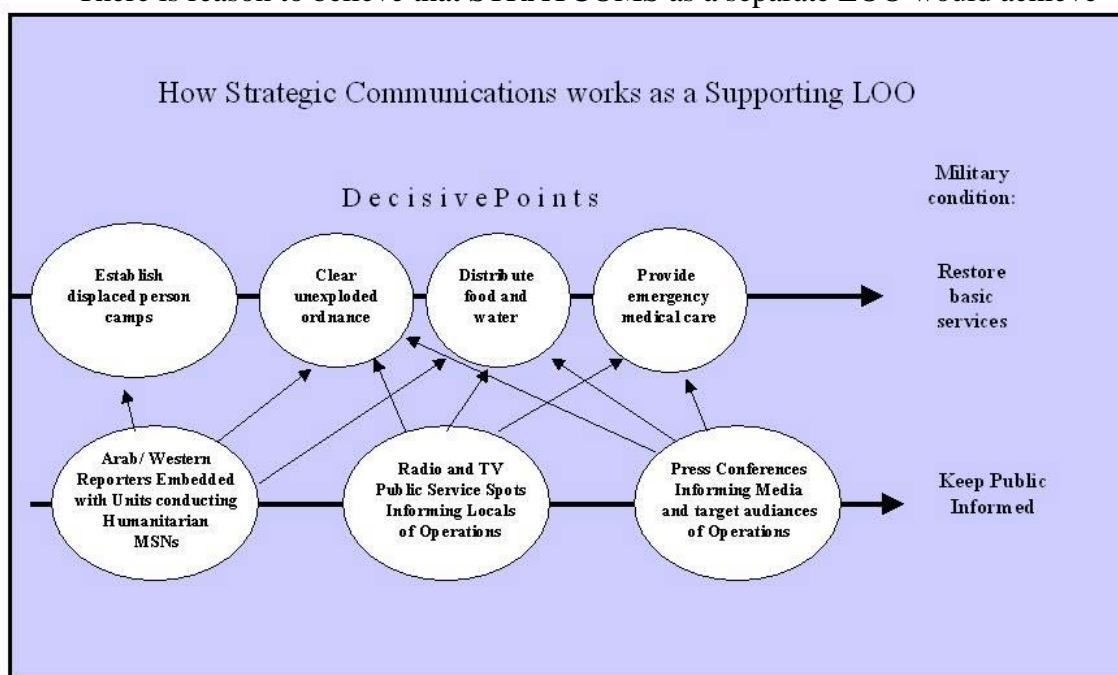 There is reason to believe that STRATCOMS as a separate LOO would achieve
How Strategic Communications works as a Supporting LOO
Military
condition:
D e c i s i v e P o i n t s
Establish
displaced person
camps
Clear
unexploded
ordnance
Distribute
food and
water
Provide
emergency
medical care
Restore
basic
services
Arab/ Western
Reporters Embedded
with Units conducting
Humanitarian
MSNs
Radio and TV
Public Service Spots
Informing Locals
of Operations
Press Conferences
Informing Media
and target audiances
of Operations
Keep Public
Informed